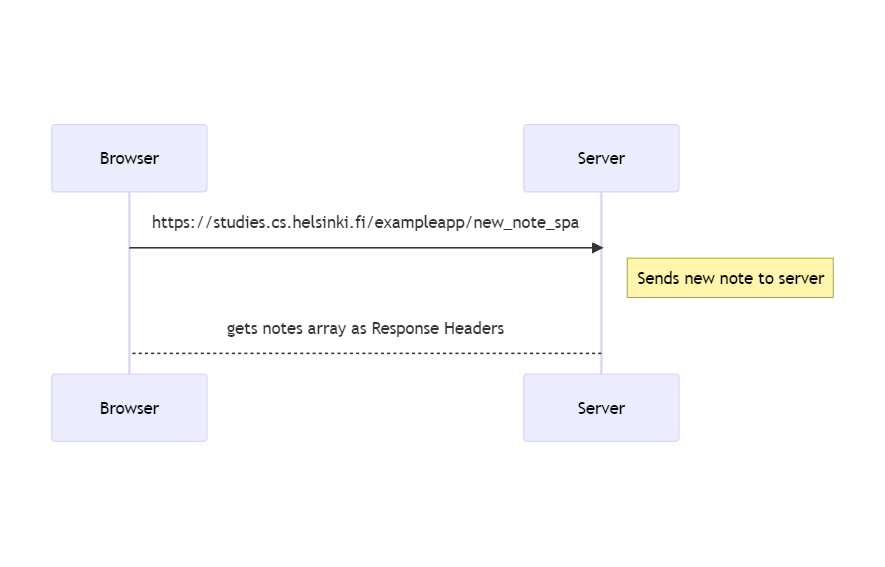 Browser
Server
https://studies.cs.helsinki.fi/exampleapp/new_note_spa
Sends new note to server
gets notes array as Response Headers
Browser
Server